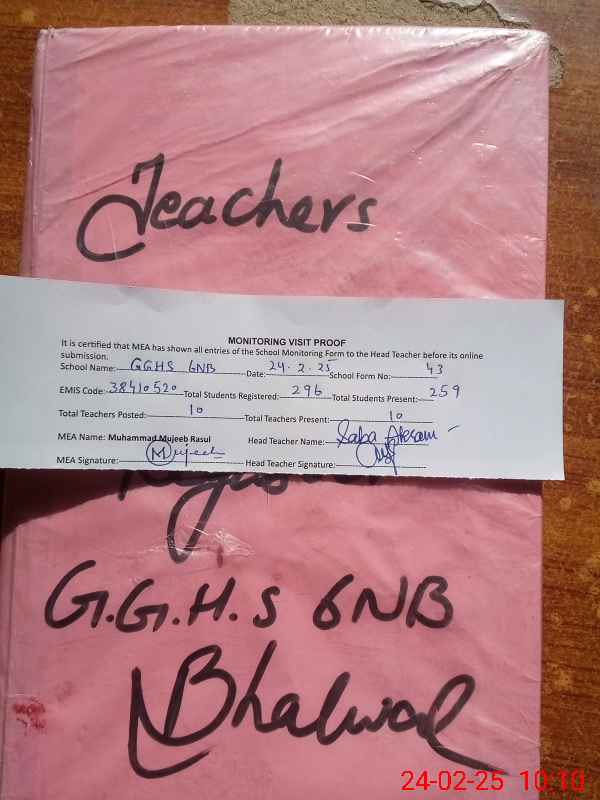 Teachers
MONITORING VISIT PROOF
It is certified that MEA has shown all entries of the School Monitoring Form to the Head Teacher before its online
submission.
School Name: GGHS 6NB Date: 24.2.25 School Form No: 43
EMIS Code: 38410520 Total Students Registered: 296 Total Students Present: 259
Total Teachers Posted: 10 Total Teachers Present: 10
MEA Name: Muhammad Mujeeb Rasul Head Teacher Name: Saba
MEA Signature: Mujeeb Head Teacher Signature:
G.G.H.S 6NB
Bhalwal
24-02-25 10:10